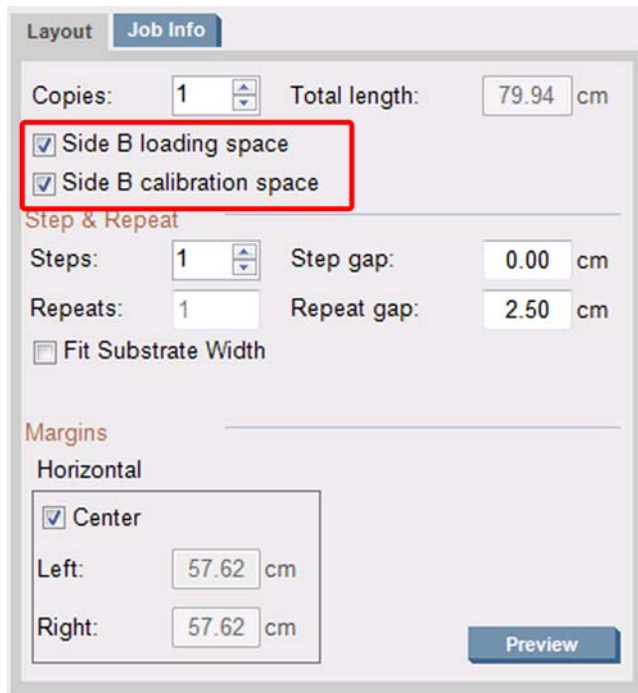 Layout Job Info
Copies: 1 Total length: 79.94 cm
Side B loading space
Side B calibration space
Step & Repeat
Steps: 1 Step gap: 0.00 cm
Repeats: 1 Repeat gap: 2.50 cm
Fit Substrate Width
Margins
Horizontal
Center
Left: 57.62 cm
Right: 57.62 cm
Preview